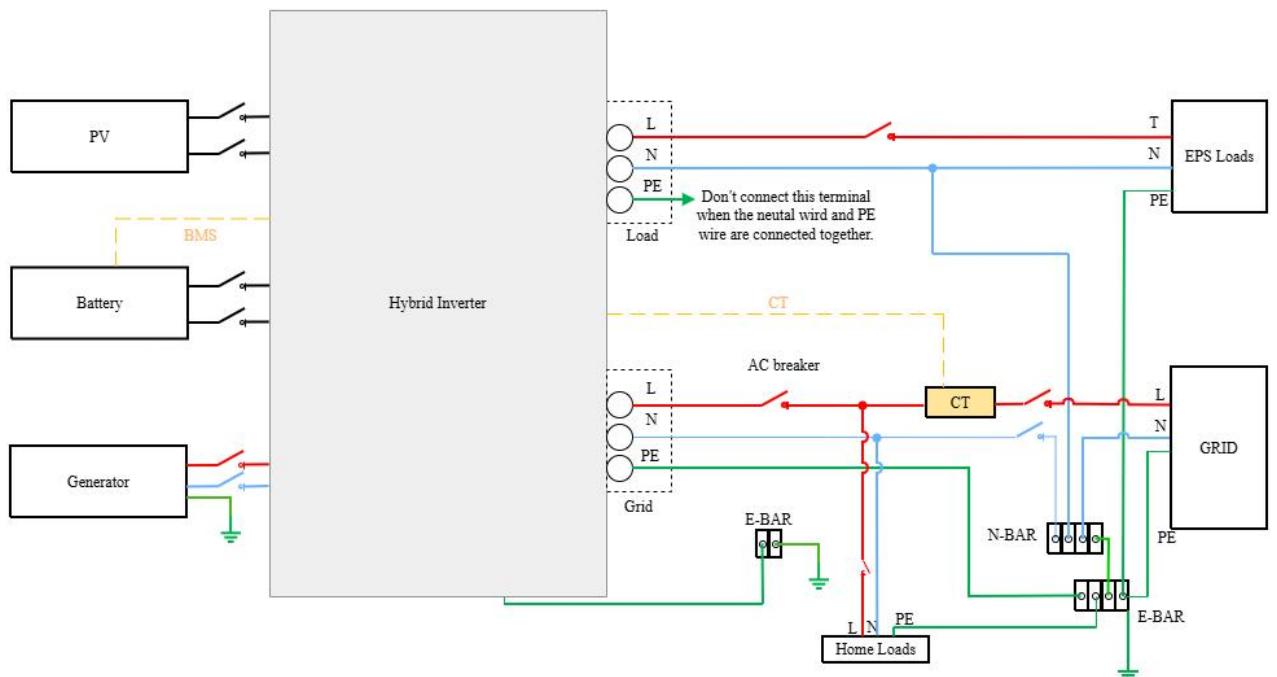 PV
BMS
Battery
Hybrid Inverter
Generator
L
N
PE
Load
Don't connect this terminal
when the neutal wird and PE
wire are connected together.
T
N
PE
EPS Loads
CT
AC breaker
L
N
PE
Grid
CT
L
N
PE
GRID
E-BAR
N-BAR
E-BAR
L
N
PE
Home Loads